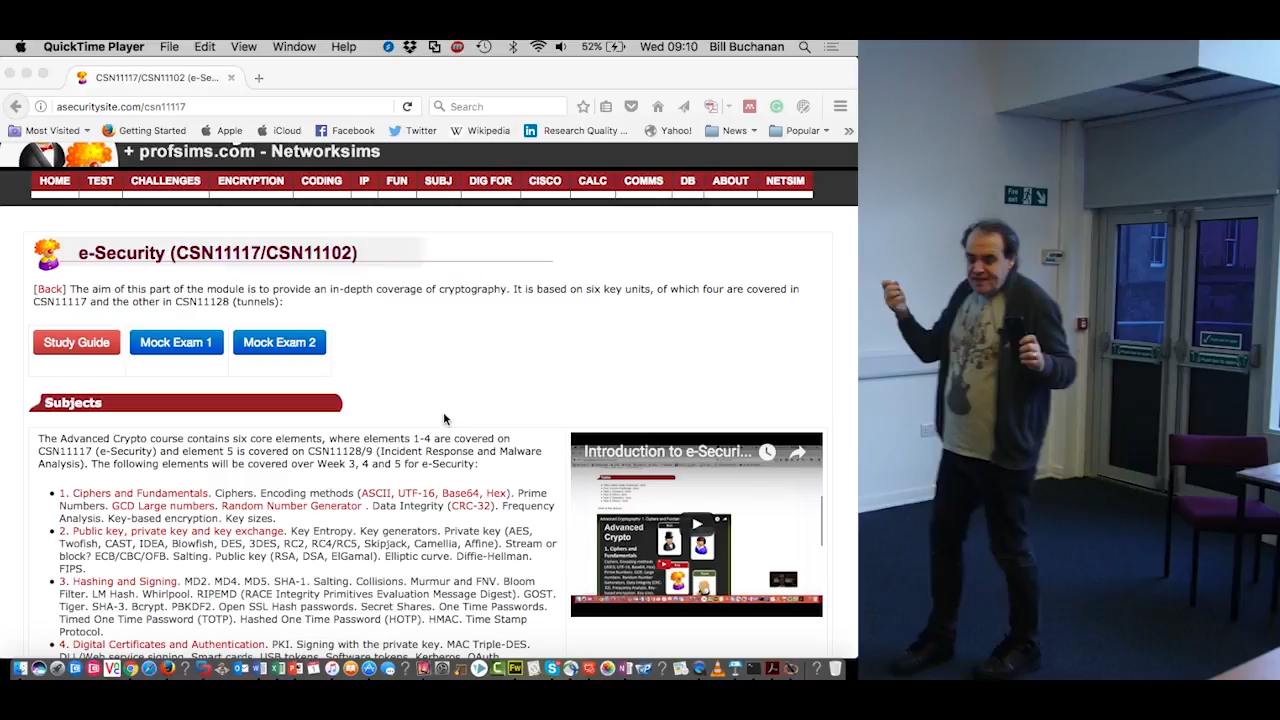 QuickTime Player File Edit View Window Help 52% Wed 09:10 Bill Buchanan
CSN11117/CSN11102 (e-Se...
asecuritysite.com/csn11117
Search
Most Visited Getting Started Apple iCloud Facebook Twitter Wikipedia Research Quality ... Yahoo! News Popular
+ profsims.com - Networksims
HOME TEST CHALLENGES ENCRYPTION CODING IP FUN SUBJ DIG FOR CISCO CALC COMMS DB ABOUT NETSIM
e-Security (CSN11117/CSN11102)
[Back] The aim of this part of the module is to provide an in-depth coverage of cryptography. It is based on six key units, of which four are covered in
CSN11117 and the other in CSN11128 (tunnels):
Study Guide Mock Exam 1 Mock Exam 2
Subjects
The Advanced Crypto course contains six core elements, where elements 1-4 are covered on
CSN11117 (e-Security) and element 5 is covered on CSN11128/9 (Incident Response and Malware
Analysis). The following elements will be covered over Week 3, 4 and 5 for e-Security:
1. Ciphers and Fundamentals. Ciphers. Encoding methods (ASCII, UTF-16, Base64, Hex). Prime
Numbers. GCD Large numbers. Random Number Generator . Data Integrity (CRC-32). Frequency
Analysis. Key-based encryption. Key sizes.
2. Public key, private key and key exchange. Key Entropy. Key generators. Private key (AES,
Twofish, CAST, IDEA, Blowfish, DES, 3DES, RC2, RC4/RC5, Skipjack, Camellia, Affine). Stream or
block? ECB/CBC/OFB. Salting. Public key (RSA, DSA, ElGamal). Elliptic curve. Diffie-Hellman.
FIPS.
3. Hashing and Signing. MD2. MD4. MD5. SHA-1. Salting. Collisions. Murmur and FNV. Bloom
Filter. LM Hash. Whirlpool. RIPEMD (RACE Integrity Primitives Evaluation Message Digest). GOST.
Tiger. SHA-3. Bcrypt. PBKDF2. Open SSL Hash passwords. Secret Shares. One Time Passwords.
Timed One Time Password (TOTP). Hashed One Time Password (HOTP). HMAC. Time Stamp
Protocol.
4. Digital Certificates and Authentication. PKI. Signing with the private key. MAC Triple-DES.
Introduction to e-Securi...
Advanced
Crypto
1. Ciphers and
Fundamentals
Fire
exit